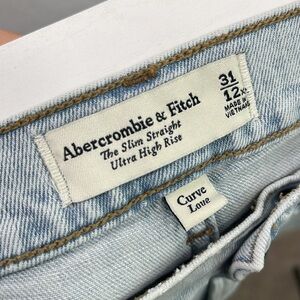 Abercrombie & Fitch
The Slim Straight
Ultra High Rise
31
12
MADE IN
VIETNAM
Curve
Love